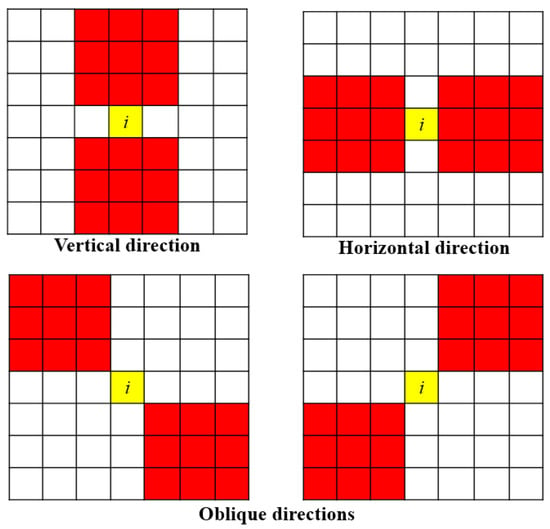 i
i
Vertical direction
Horizontal direction
i
i
Oblique directions